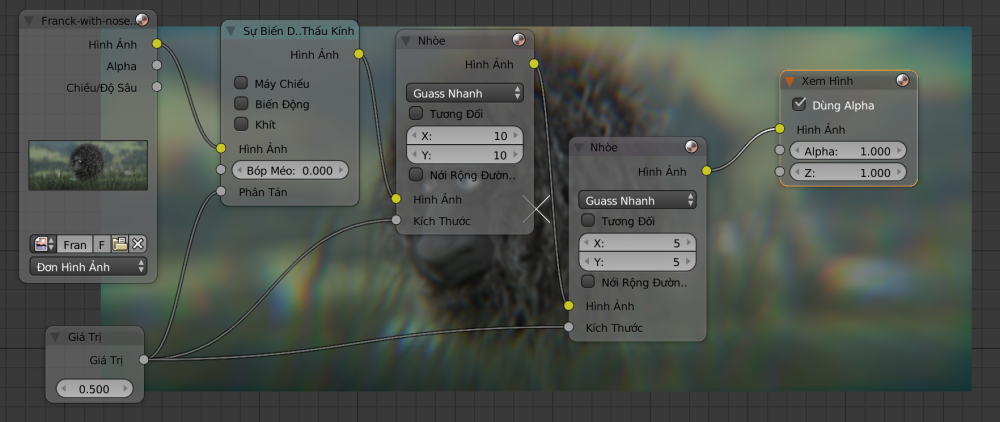 Franck-with-nose..
Hình Ảnh
Alpha
Chiều/Độ Sâu
Fran
F
Đơn Hình Ảnh
Giá Trị
Giá Trị
0.500
Sự Biến D..Thấu Kính
Hình Ảnh
Máy Chiếu
Biến Động
Khít
Hình Ảnh
Bóp Méo: 0.000
Phân Tán
Nhòe
Hình Ảnh
Guass Nhanh
Tương Đối
X: 10
Y: 10
Nới Rộng Đườn..
Hình Ảnh
Kích Thước
Nhòe
Hình Ảnh
Guass Nhanh
Tương Đối
X: 5
Y: 5
Nới Rộng Đườn..
Hình Ảnh
Kích Thước
Xem Hình
Dùng Alpha
Hình Ảnh
Alpha: 1.000
Z: 1.000